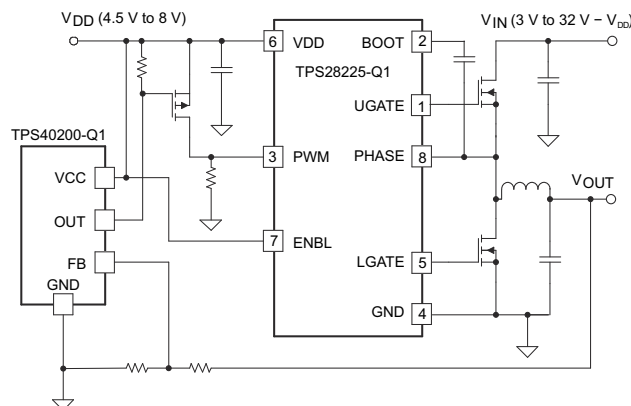 VDD (4.5 V to 8 V)
VIN (3 V to 32 V – VDD)
6 VDD
BOOT 2
TPS28225-Q1
UGATE 1
TPS40200-Q1
3 PWM
PHASE 8
VCC
VOUT
OUT
7 ENBL
FB
LGATE 5
GND
GND 4